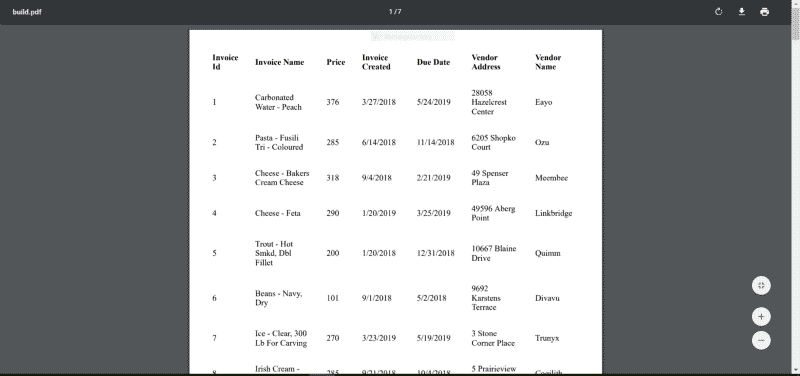 build.pdf
1 / 7
Invoice Id Invoice Name Price Invoice Created Due Date Vendor Address Vendor Name
1 Carbonated Water - Peach 376 3/27/2018 5/24/2019 28058 Hazelcrest Center Eayo
2 Pasta - Fusili Tri - Coloured 285 6/14/2018 11/14/2018 6205 Shopko Court Ozu
3 Cheese - Bakers Cream Cheese 318 9/4/2018 2/21/2019 49 Spenser Plaza Meembee
4 Cheese - Feta 290 1/20/2019 3/25/2019 49596 Aberg Point Linkbridge
5 Trout - Hot Smkd, Dbl Fillet 200 1/20/2018 12/31/2018 10667 Blaine Drive Quimm
6 Beans - Navy, Dry 101 9/1/2018 5/2/2018 9692 Karstens Terrace Divavu
7 Ice - Clear, 300 Lb For Carving 270 3/23/2019 5/19/2019 3 Stone Corner Place Trunyx
8 Irish Cream - 285 9/21/2018 10/4/2018 5 Prairieview